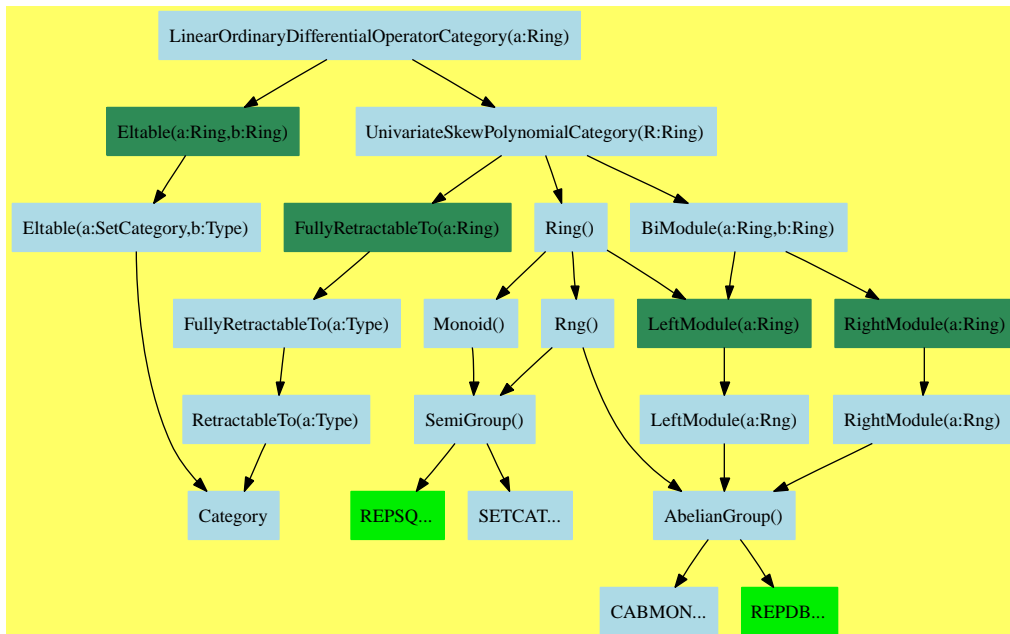 LinearOrdinaryDifferentialOperatorCategory(a:Ring)
Eltable(a:Ring,b:Ring)
UnivariateSkewPolynomialCategory(R:Ring)
Eltable(a:SetCategory,b:Type)
FullyRetractableTo(a:Ring)
Ring()
BiModule(a:Ring,b:Ring)
FullyRetractableTo(a:Type)
Monoid()
Rng()
LeftModule(a:Ring)
RightModule(a:Ring)
RetractableTo(a:Type)
SemiGroup()
LeftModule(a:Rng)
RightModule(a:Rng)
Category
REPSQ...
SETCAT...
AbelianGroup()
CABMON...
REPDB...